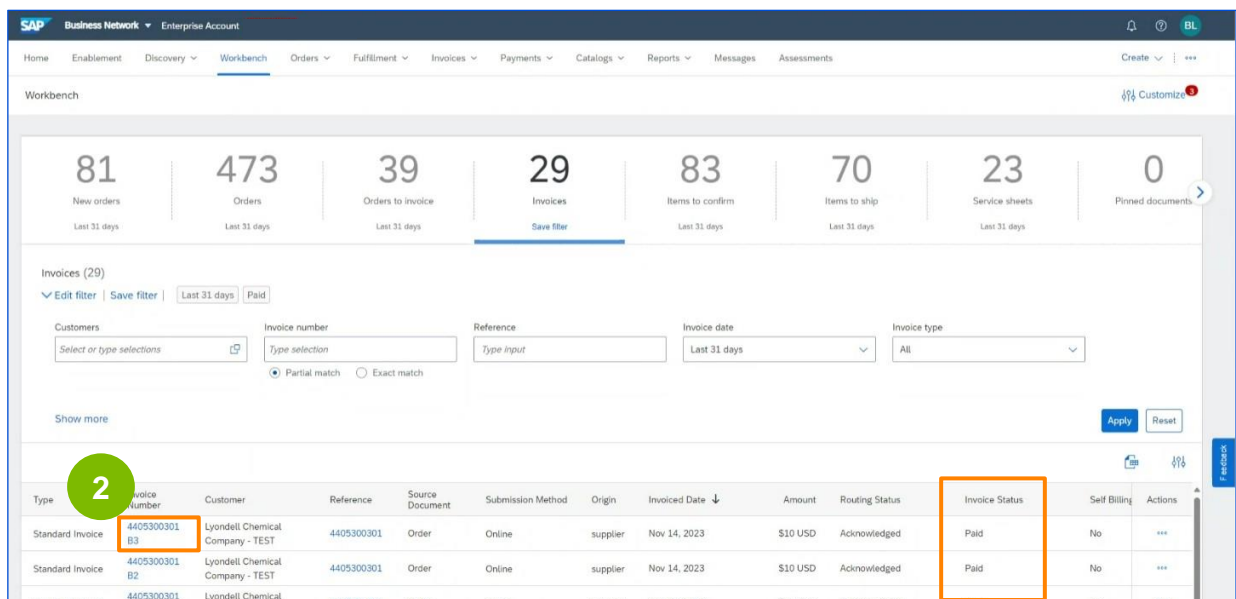 SAP Business Network Enterprise Account BL
Home Enablement Discovery Workbench Orders Fulfillment Invoices Payments Catalogs Reports Messages Assessments Create
Workbench Customize 3
81 473 39 29 83 70 23 0
New orders Orders Orders to invoice Invoices Items to confirm Items to ship Service sheets Pinned documents
Last 31 days Last 31 days Last 31 days Save filter Last 31 days Last 31 days Last 31 days
Invoices (29)
Edit filter | Save filter | Last 31 days Paid
Customers Invoice number Reference Invoice date Invoice type
Select or type selections Type selection Type input Last 31 days All
Partial match Exact match
Show more Apply Reset
Feedback
2
Type Invoice Number Customer Reference Source Document Submission Method Origin Invoiced Date ↓ Amount Routing Status Invoice Status Self Billing Actions
Standard Invoice 4405300301 B3 Lyondell Chemical Company - TEST 4405300301 Order Online supplier Nov 14, 2023 $10 USD Acknowledged Paid No
Standard Invoice 4405300301 B2 Lyondell Chemical Company - TEST 4405300301 Order Online supplier Nov 14, 2023 $10 USD Acknowledged Paid No
4405300301 Lyondell Chemical